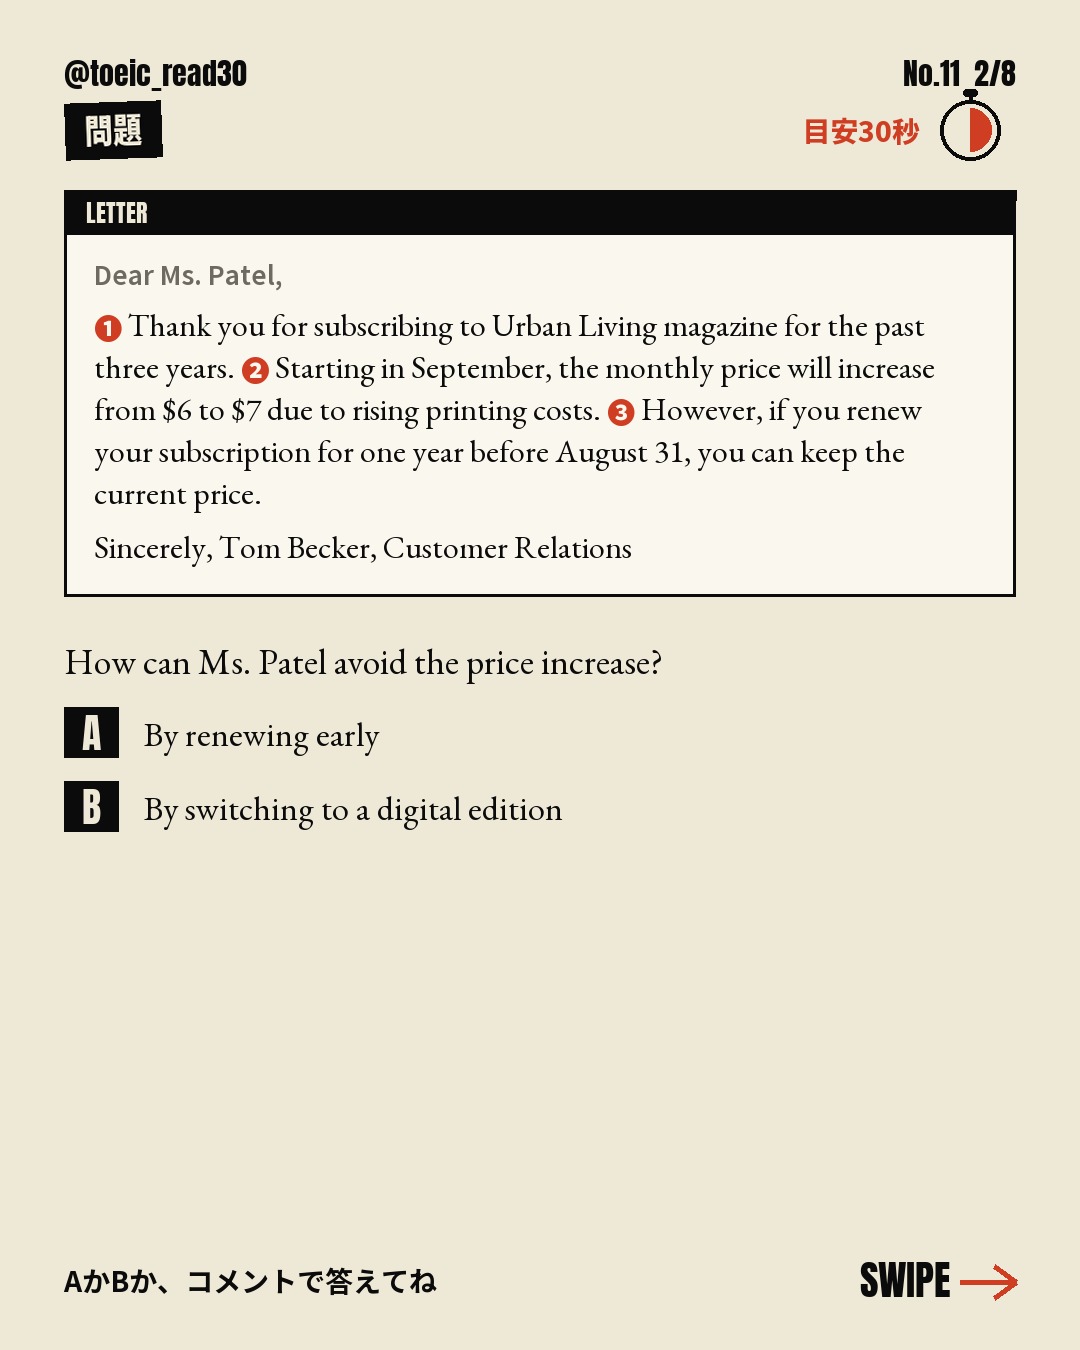 @toeic_read30
No.11 2/8
問題
目安30秒
LETTER
Dear Ms. Patel,
1 Thank you for subscribing to Urban Living magazine for the past
three years. 2 Starting in September, the monthly price will increase
from $6 to $7 due to rising printing costs. 3 However, if you renew
your subscription for one year before August 31, you can keep the
current price.
Sincerely, Tom Becker, Customer Relations
How can Ms. Patel avoid the price increase?
A By renewing early
B By switching to a digital edition
AかBか、コメントで答えてね
SWIPE